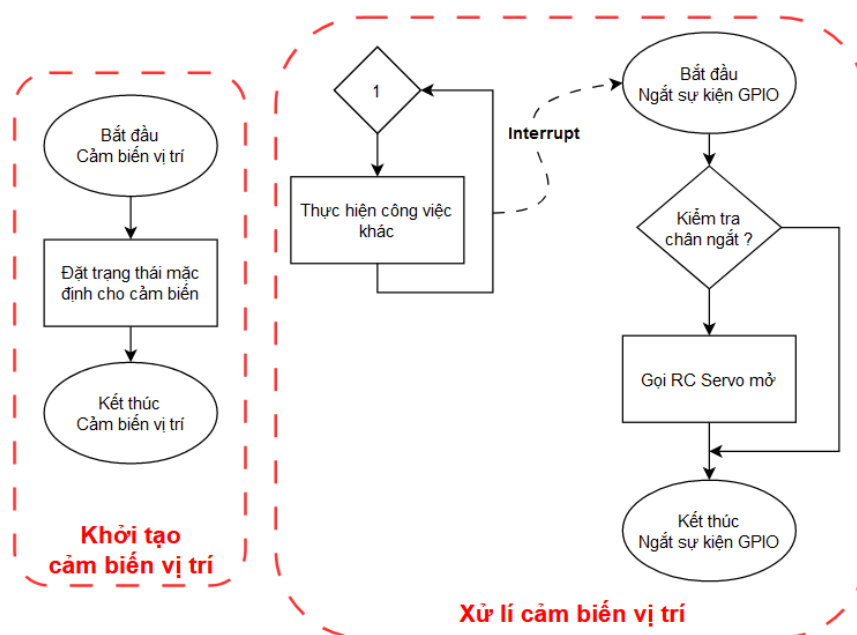 Bắt đầu
Cảm biến vị trí
Đặt trạng thái mặc
định cho cảm biến
Kết thúc
Cảm biến vị trí
Khởi tạo
cảm biến vị trí
1
Thực hiện công việc
khác
Interrupt
Bắt đầu
Ngắt sự kiện GPIO
Kiểm tra
chân ngắt ?
Gọi RC Servo mở
Kết thúc
Ngắt sự kiện GPIO
Xử lí cảm biến vị trí